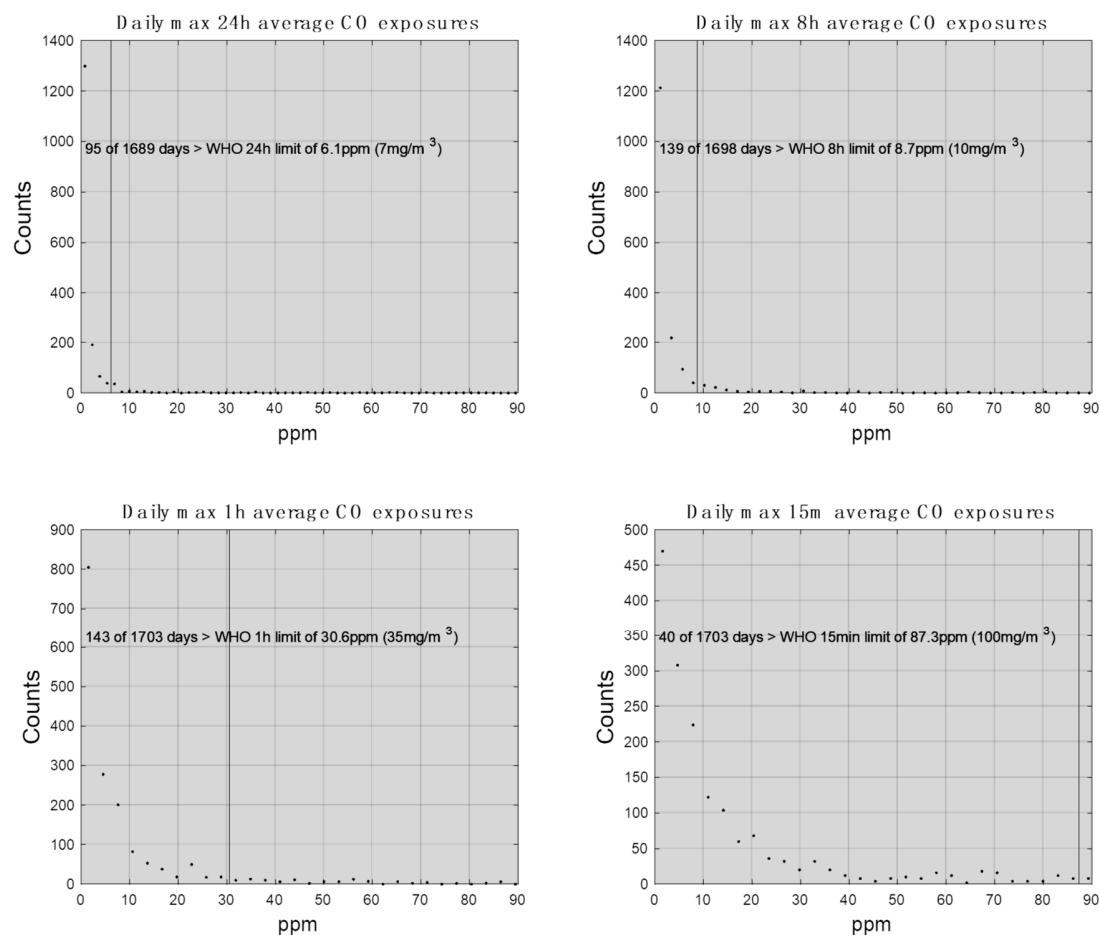 Daily max 24h average CO exposures
1400
1200
1000
800
600
400
200
0
Counts
95 of 1689 days > WHO 24h limit of 6.1ppm (7mg/m 3)
0 10 20 30 40 50 60 70 80 90
ppm
Daily max 8h average CO exposures
1400
1200
1000
800
600
400
200
0
Counts
139 of 1698 days > WHO 8h limit of 8.7ppm (10mg/m 3)
0 10 20 30 40 50 60 70 80 90
ppm
Daily max 1h average CO exposures
900
800
700
600
500
400
300
200
100
0
Counts
143 of 1703 days > WHO 1h limit of 30.6ppm (35mg/m 3)
0 10 20 30 40 50 60 70 80 90
ppm
Daily max 15m average CO exposures
500
450
400
350
300
250
200
150
100
50
0
Counts
40 of 1703 days > WHO 15min limit of 87.3ppm (100mg/m 3)
0 10 20 30 40 50 60 70 80 90
ppm